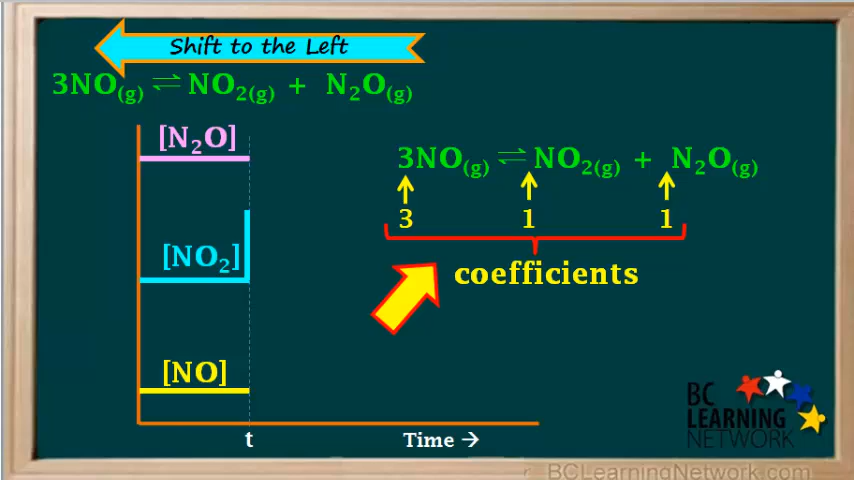 Shift to the Left
3NO(g) ⇌ NO2(g) + N2O(g)
[N2O]
3NO(g) ⇌ NO2(g) + N2O(g)
3 1 1
[NO2]
coefficients
[NO]
t
Time →
BC
LEARNING
NETWORK
BCLearningNetwork.com